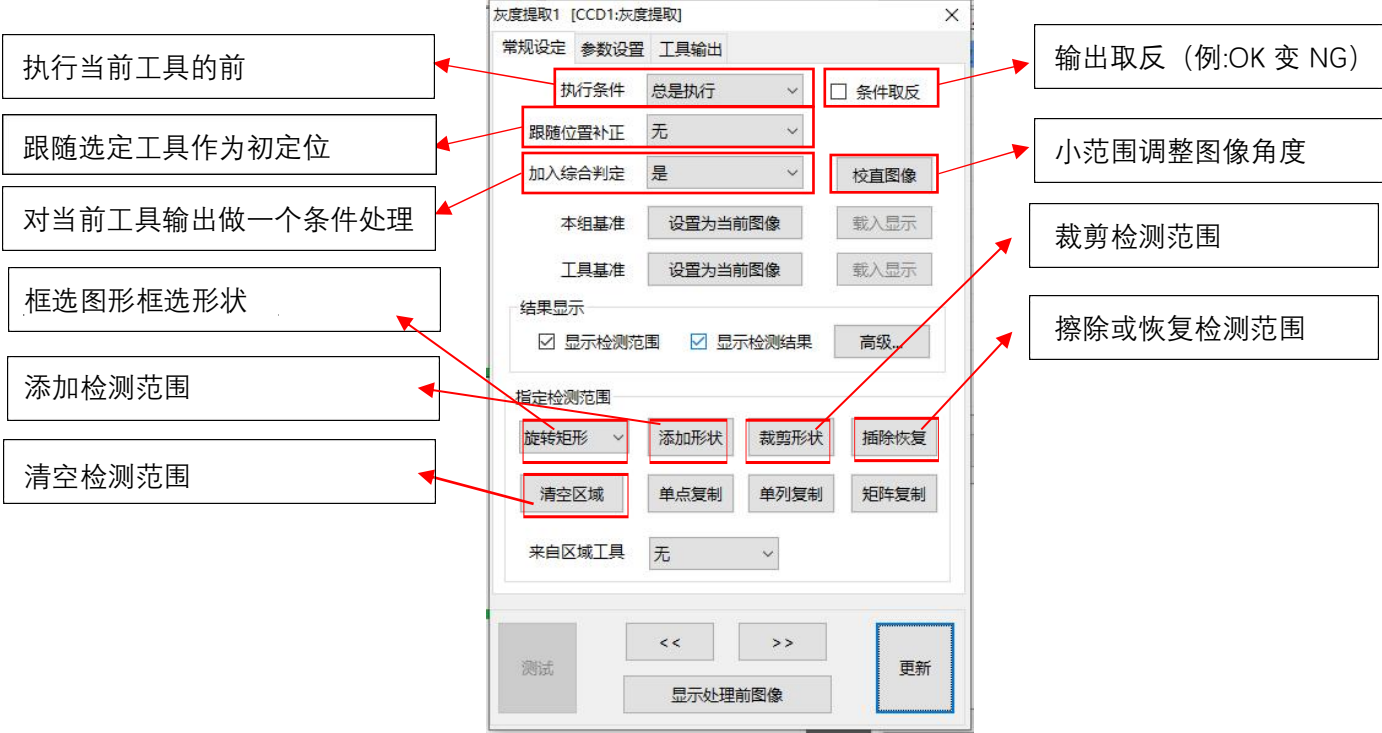 灰度提取1 [CCD1:灰度提取]
常规设定 参数设置 工具输出
执行当前工具的前
执行条件 总是执行
条件取反
输出取反（例:OK 变 NG）
跟随选定工具作为初定位
跟随位置补正 无
小范围调整图像角度
加入综合判定 是
校直图像
对当前工具输出做一个条件处理
本组基准 设置为当前图像 载入显示
裁剪检测范围
工具基准 设置为当前图像 载入显示
框选图形框选形状
结果显示
显示检测范围 显示检测结果 高级...
擦除或恢复检测范围
添加检测范围
指定检测范围
旋转矩形 添加形状 裁剪形状 插除恢复
清空检测范围
清空区域 单点复制 单列复制 矩阵复制
来自区域工具 无
<< >>
测试
更新
显示处理前图像